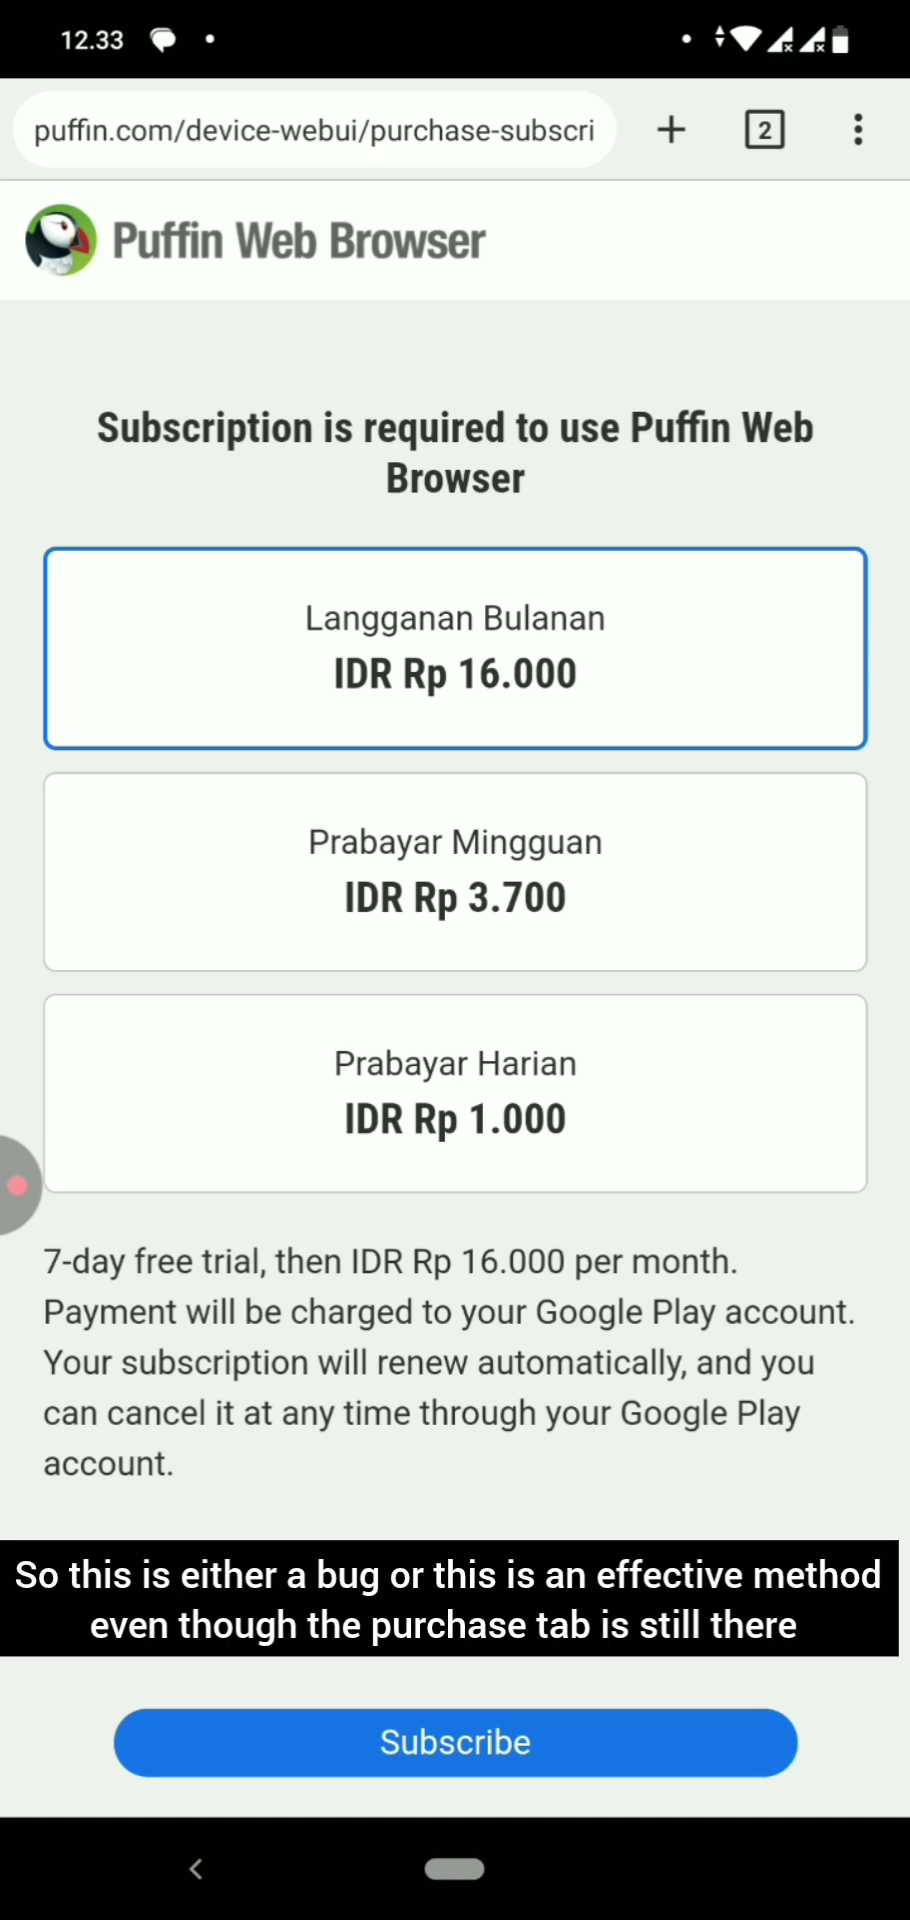 12.33
puffin.com/device-webui/purchase-subscri
2
Puffin Web Browser
Subscription is required to use Puffin Web
Browser
Langganan Bulanan
IDR Rp 16.000
Prabayar Mingguan
IDR Rp 3.700
Prabayar Harian
IDR Rp 1.000
7-day free trial, then IDR Rp 16.000 per month.
Payment will be charged to your Google Play account.
Your subscription will renew automatically, and you
can cancel it at any time through your Google Play
account.
So this is either a bug or this is an effective method
even though the purchase tab is still there
Subscribe